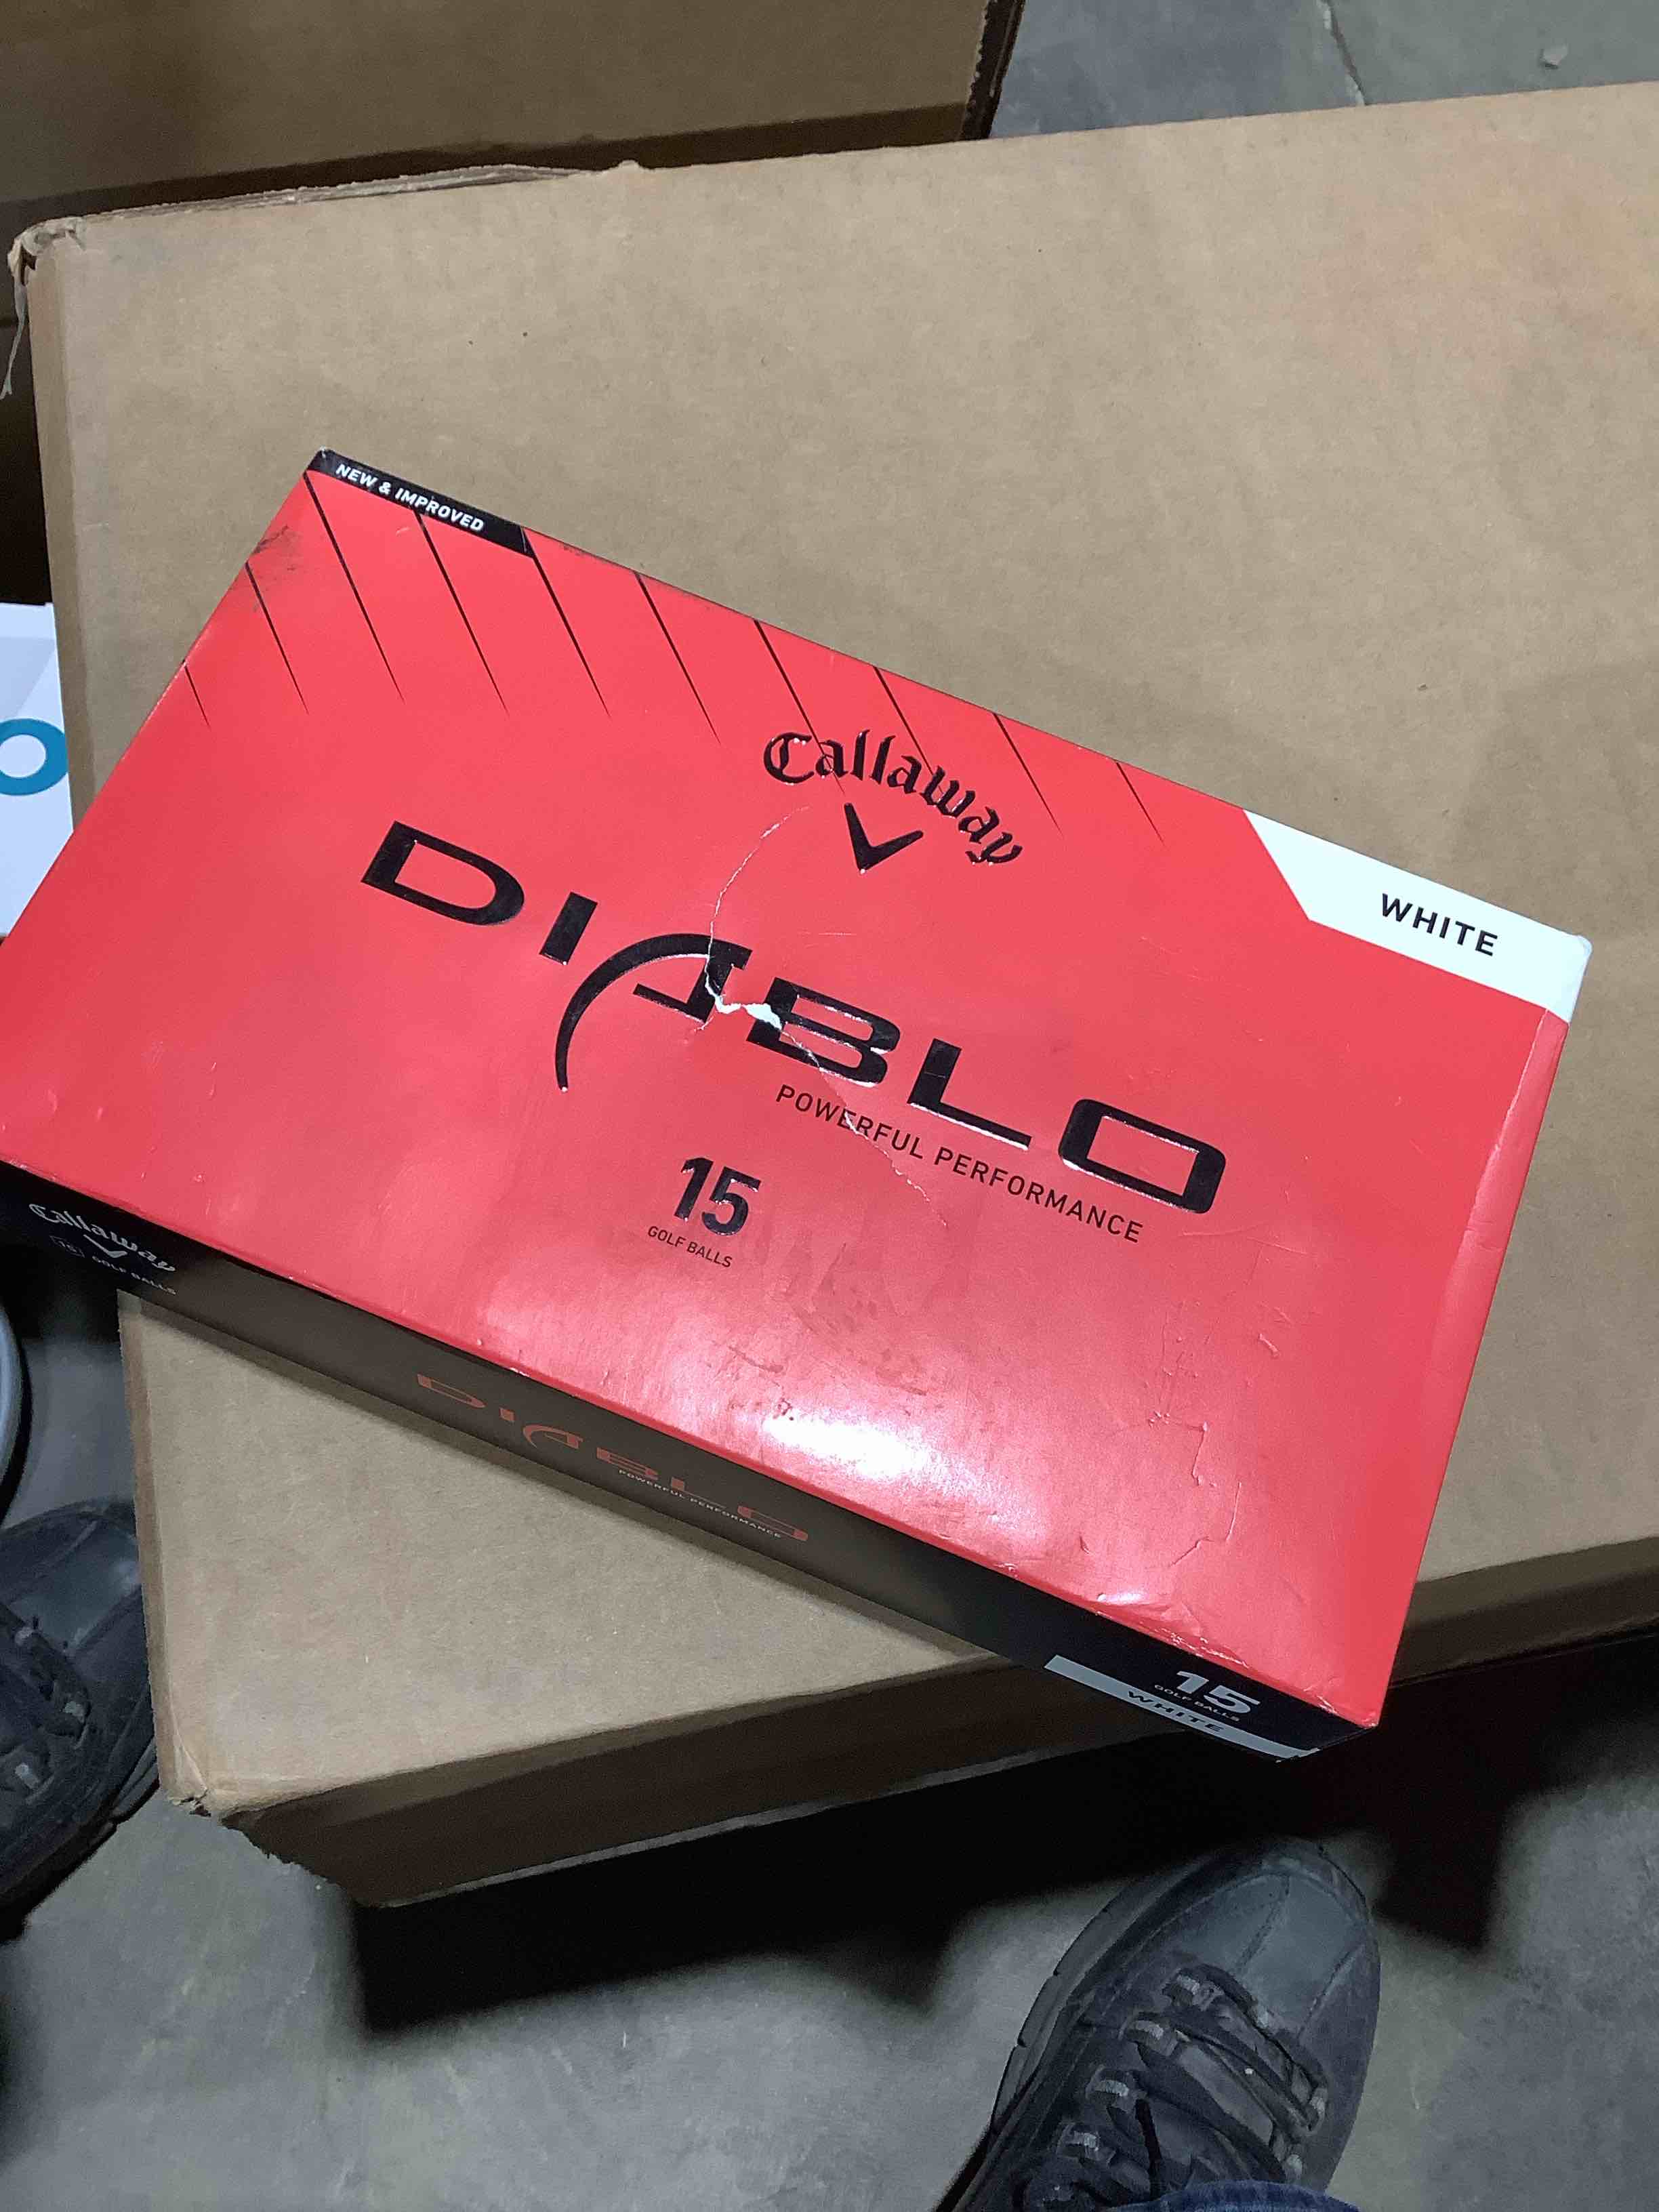 NEW & IMPROVED
Callaway
WHITE
DIABLO
POWERFUL PERFORMANCE
15
GOLF BALLS
Callaway
15 GOLF BALLS
DIABLO
POWERFUL PERFORMANCE
15
GOLF BALLS
WHITE
O